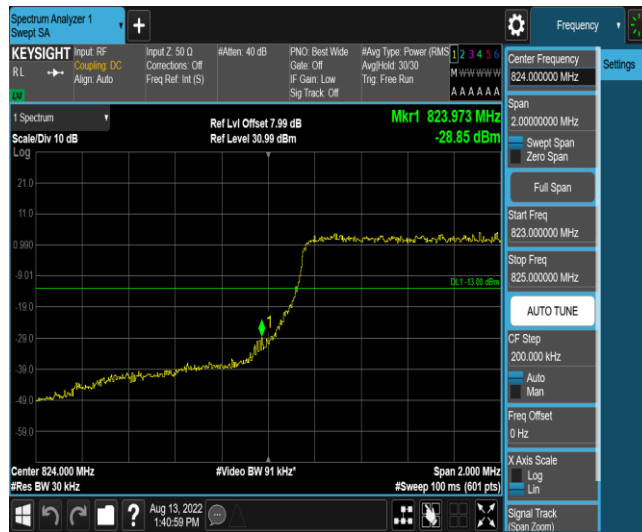 Spectrum Analyzer 1
Swept SA
Frequency
KEYSIGHT
RL
Input: RF
Coupling: DC
Align: Auto
Input Z: 50 Ω
Corrections: Off
Freq Ref: Int (S)
#Atten: 40 dB
PNO: Best Wide
Gate: Off
IF Gain: Low
Sig Track: Off
#Avg Type: Power (RMS
Avg|Hold: 30/30
Trig: Free Run
1 2 3 4 5 6
M W W W W W
A A A A A A
LXI
1 Spectrum
Scale/Div 10 dB
Log
Ref Lvl Offset 7.99 dB
Ref Level 30.99 dBm
Mkr1 823.973 MHz
-28.85 dBm
21.0
11.0
0.990
-9.01
-19.0
-29.0
-39.0
-49.0
-59.0
DL1 -13.00 dBm
1
Center 824.000 MHz
#Res BW 30 kHz
#Video BW 91 kHz*
Span 2.000 MHz
#Sweep 100 ms (601 pts)
Aug 13, 2022
1:40:59 PM
?
Center Frequency
824.000000 MHz
Settings
Span
2.00000000 MHz
Swept Span
Zero Span
Full Span
Start Freq
823.000000 MHz
Stop Freq
825.000000 MHz
AUTO TUNE
CF Step
200.000 kHz
Auto
Man
Freq Offset
0 Hz
X Axis Scale
Log
Lin
Signal Track
(Span Zoom)